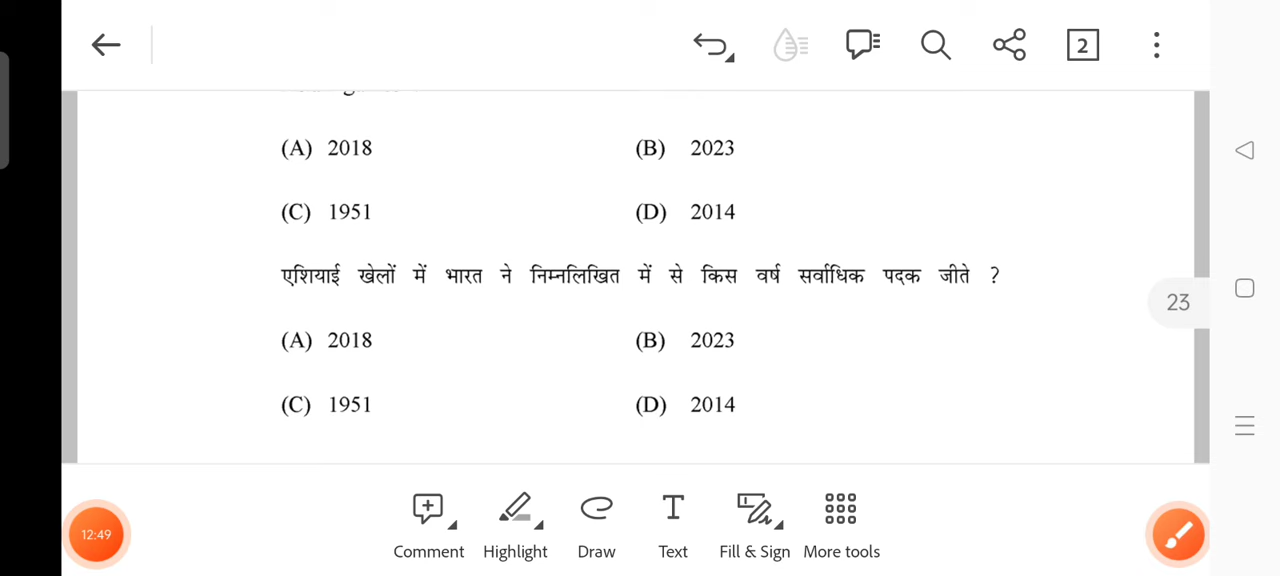 2
(A) 2018 (B) 2023
(C) 1951 (D) 2014
एशियाई खेलों में भारत ने निम्नलिखित में से किस वर्ष सर्वाधिक पदक जीते ?
23
(A) 2018 (B) 2023
(C) 1951 (D) 2014
12:49
Comment Highlight Draw Text Fill & Sign More tools